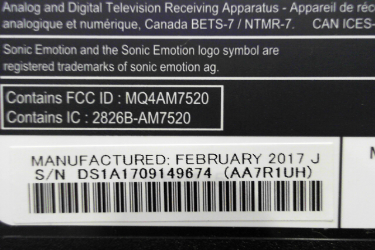 Analog and Digital Television Receiving Apparatus - Appareil de réc
analogique et numérique, Canada BETS-7 / NTMR-7. CAN ICES-
Sonic Emotion and the Sonic Emotion logo symbol are
registered trademarks of sonic emotion ag.
Contains FCC ID : MQ4AM7520
Contains IC : 2826B-AM7520
MANUFACTURED: FEBRUARY 2017 J
S/N DS1A1709149674 (AA7R1UH)